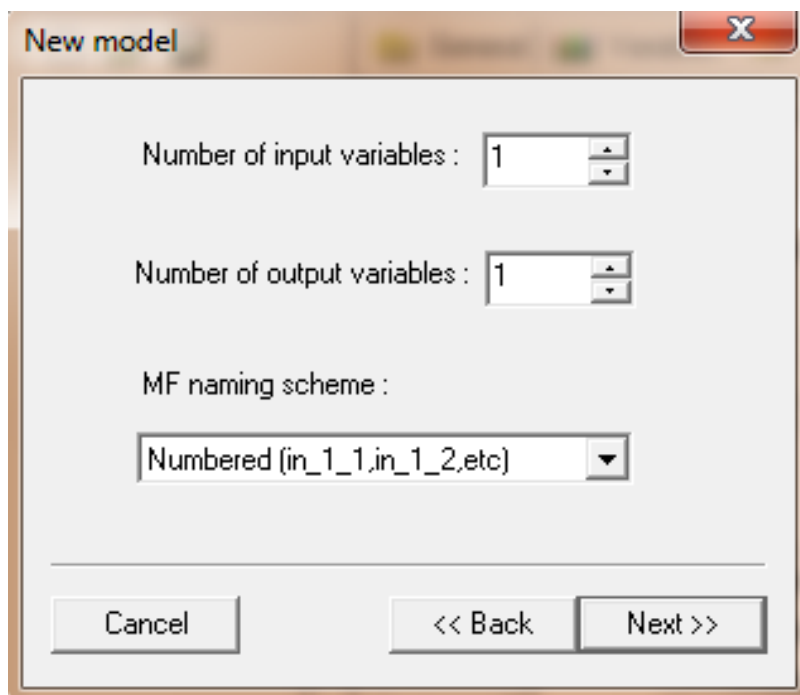 New model
Number of input variables : 1
Number of output variables : 1
MF naming scheme :
Numbered (in_1_1,in_1_2,etc)
Cancel
<< Back
Next >>